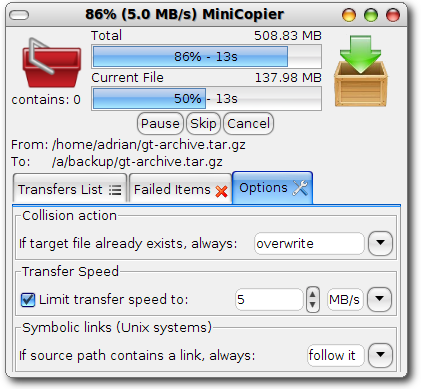 86% (5.0 MB/s) MiniCopier
Total 508.83 MB
86% - 13s
Current File 137.98 MB
50% - 13s
contains: 0
Pause Skip Cancel
From: /home/adrian/gt-archive.tar.gz
To: /a/backup/gt-archive.tar.gz
Transfers List Failed Items Options
Collision action
If target file already exists, always: overwrite
Transfer Speed
Limit transfer speed to: 5 MB/s
Symbolic links (Unix systems)
If source path contains a link, always: follow it